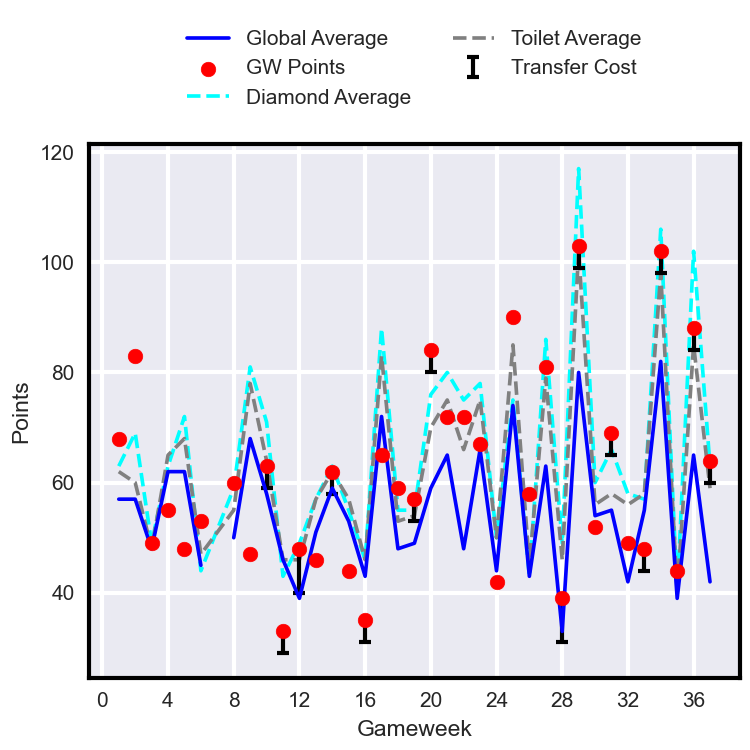 Global Average
GW Points
Diamond Average
Toilet Average
Transfer Cost
120
100
80
60
40
Points
0 4 8 12 16 20 24 28 32 36
Gameweek